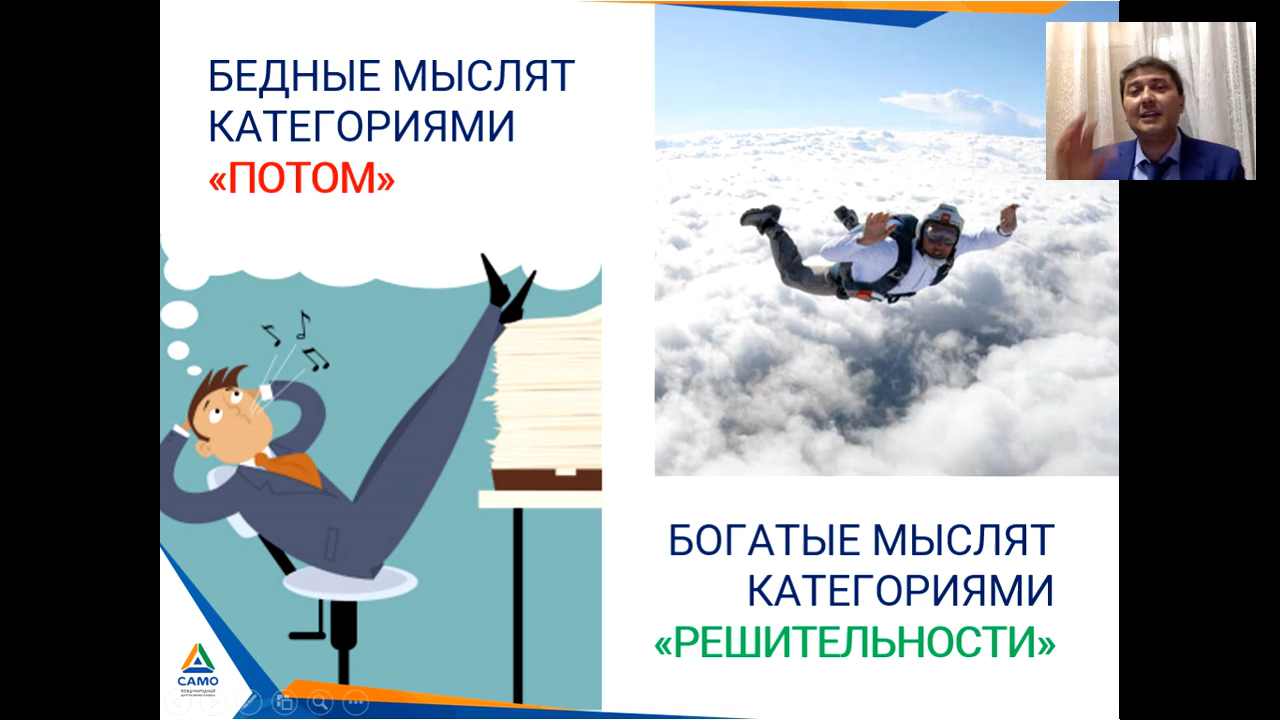 БЕДНЫЕ МЫСЛЯТ
КАТЕГОРИЯМИ
«ПОТОМ»
БОГАТЫЕ МЫСЛЯТ
КАТЕГОРИЯМИ
«РЕШИТЕЛЬНОСТИ»
САМО